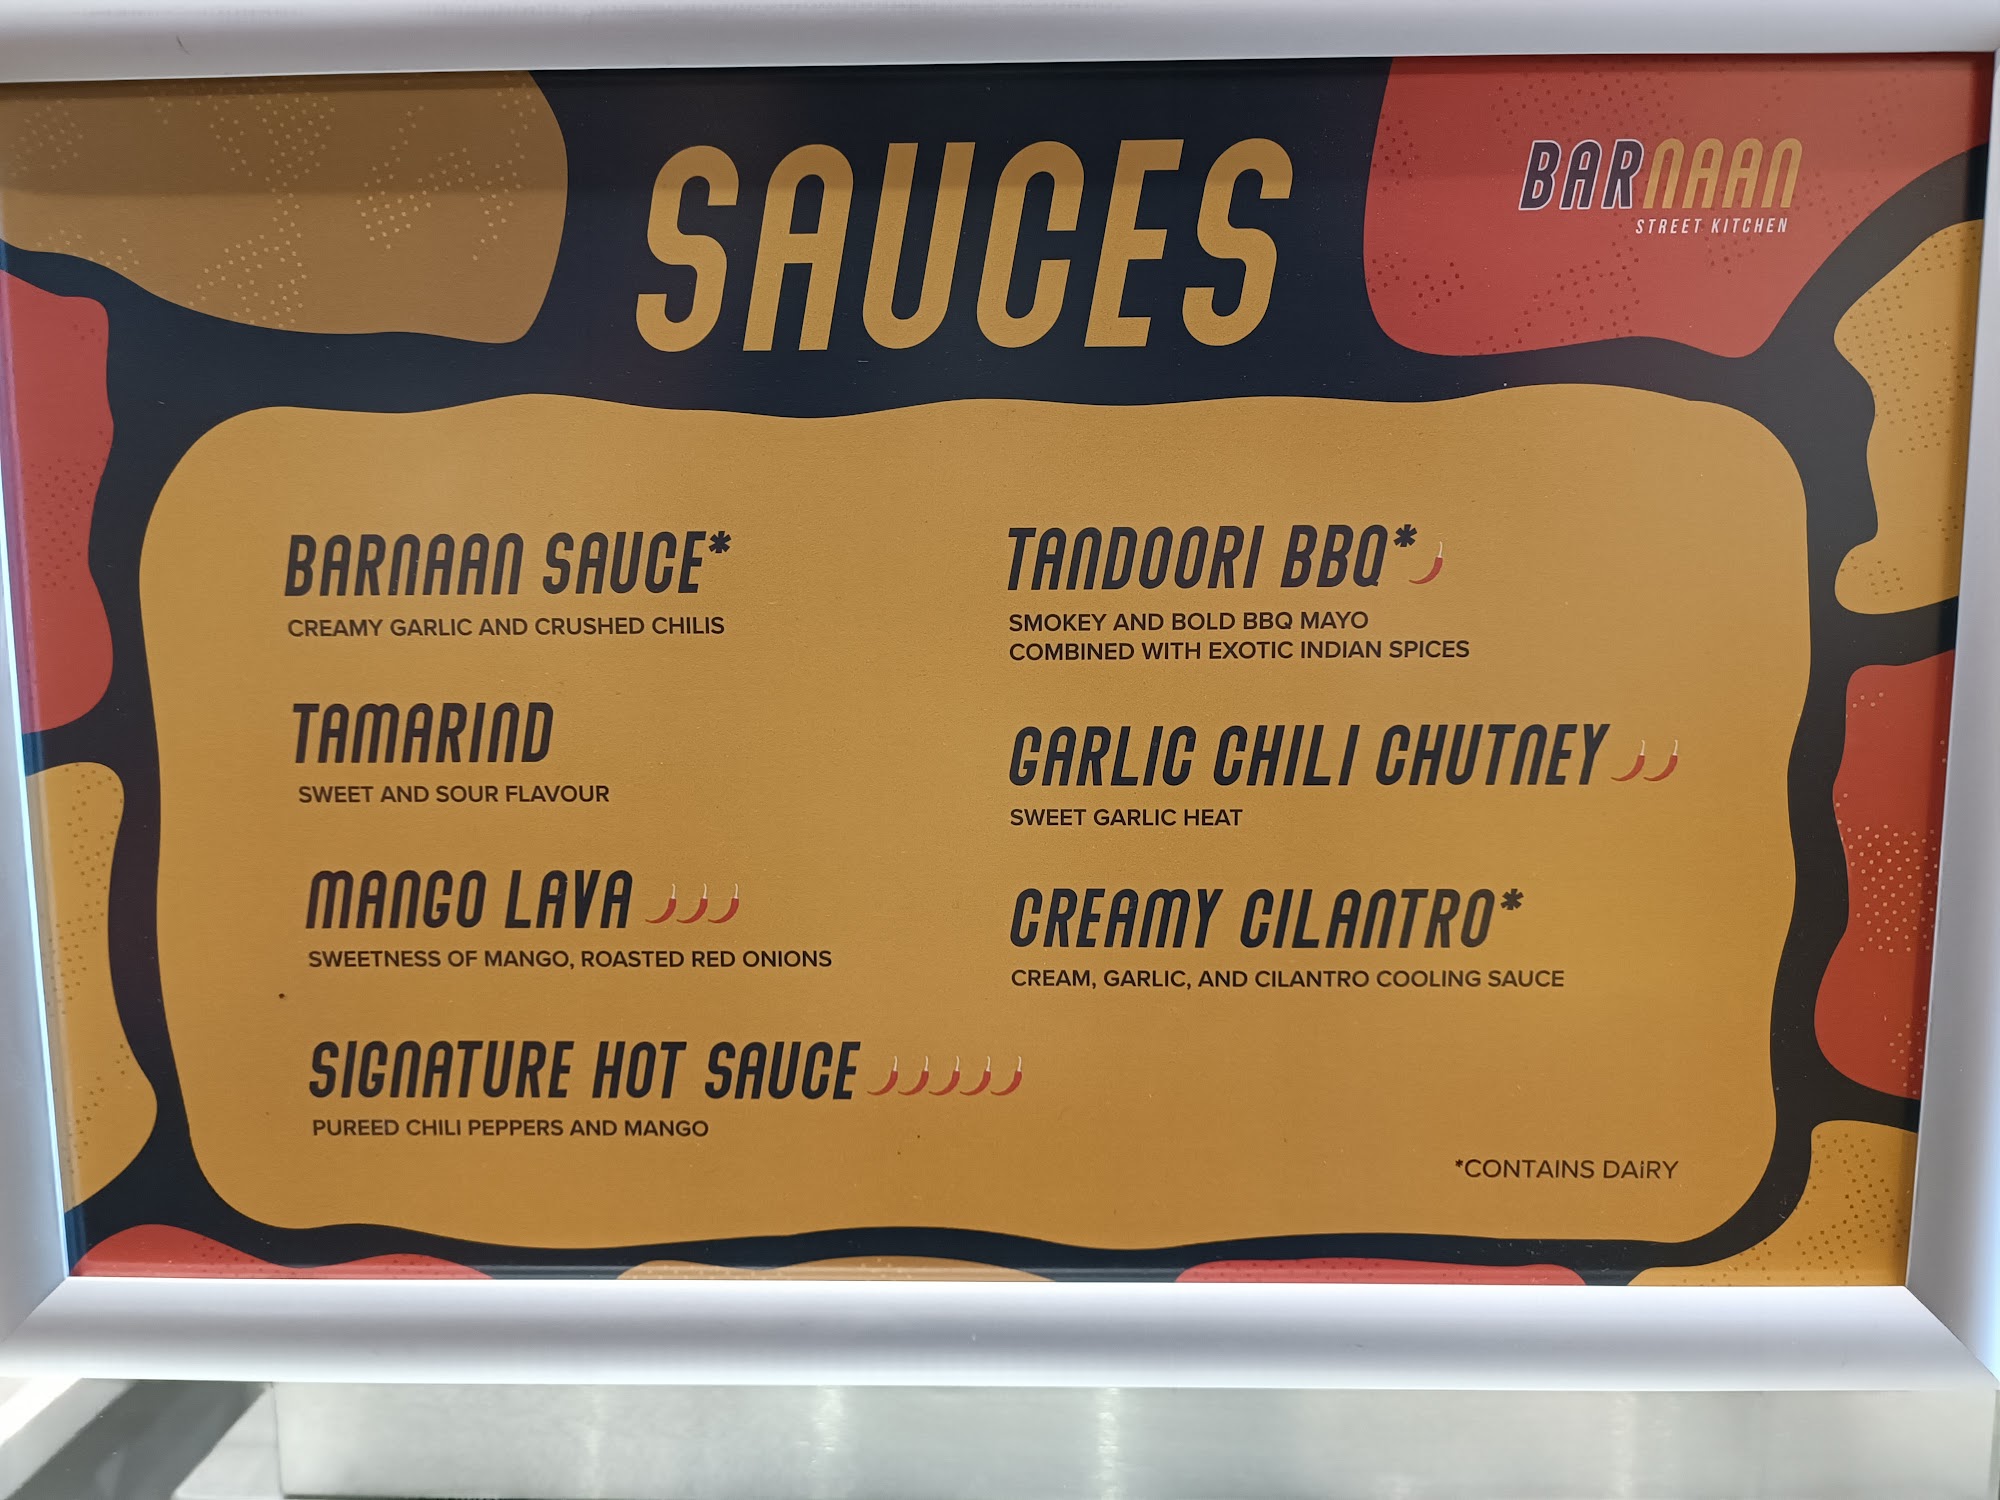 SAUCES
BARNAAN
STREET KITCHEN
BARNAAN SAUCE*
CREAMY GARLIC AND CRUSHED CHILIS
TAMARIND
SWEET AND SOUR FLAVOUR
MANGO LAVA
SWEETNESS OF MANGO, ROASTED RED ONIONS
SIGNATURE HOT SAUCE
PUREED CHILI PEPPERS AND MANGO
TANDOORI BBQ*
SMOKEY AND BOLD BBQ MAYO
COMBINED WITH EXOTIC INDIAN SPICES
GARLIC CHILI CHUTNEY
SWEET GARLIC HEAT
CREAMY CILANTRO*
CREAM, GARLIC, AND CILANTRO COOLING SAUCE
*CONTAINS DAiRY